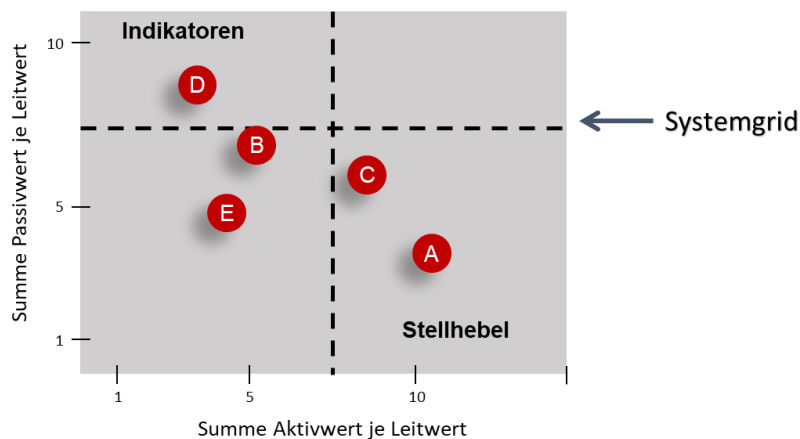 Indikatoren
10
D
Systemgrid
B
C
5
E
A
Stellhebel
1
1
5
10
Summe Passivwert je Leitwert
Summe Aktivwert je Leitwert